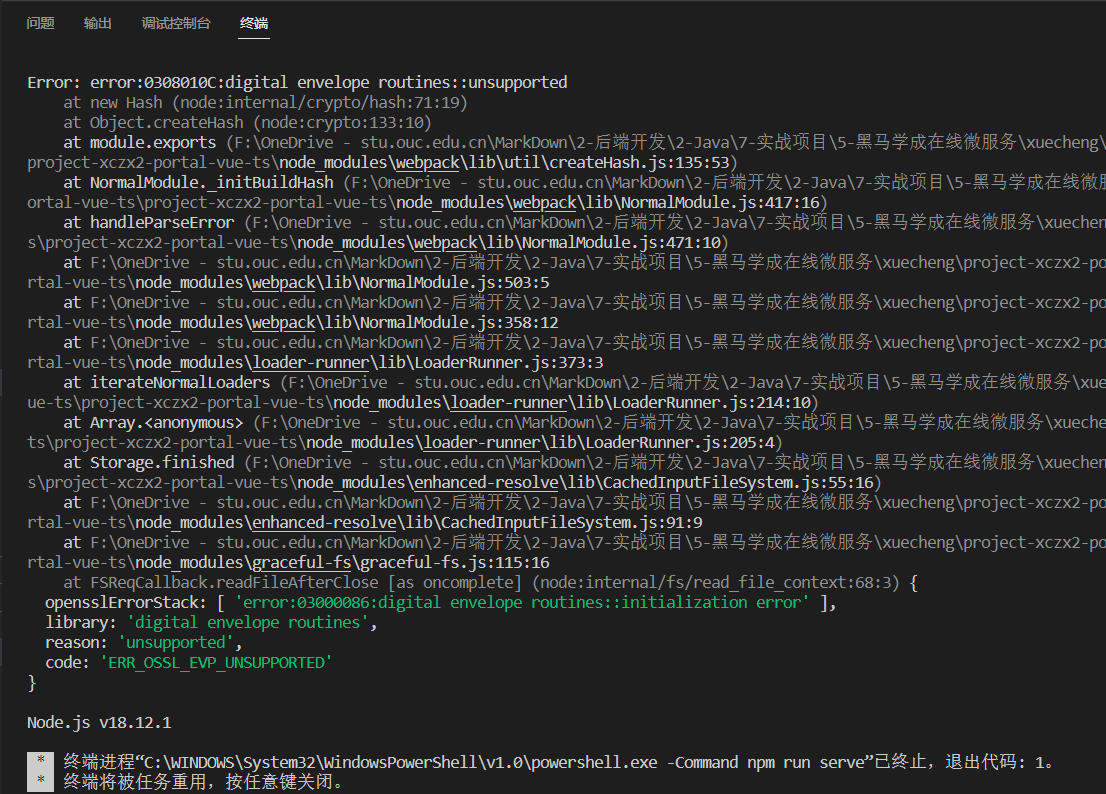 问题 输出 调试控制台 终端
Error: error:0308010C:digital envelope routines::unsupported
    at new Hash (node:internal/crypto/hash:71:19)
    at Object.createHash (node:crypto:133:10)
    at module.exports (F:\OneDrive - stu.ouc.edu.cn\MarkDown\2-后端开发\2-Java\7-实战项目\5-黑马学成在线微服务\xuecheng\
project-xczx2-portal-vue-ts\node_modules\webpack\lib\util\createHash.js:135:53)
    at NormalModule._initBuildHash (F:\OneDrive - stu.ouc.edu.cn\MarkDown\2-后端开发\2-Java\7-实战项目\5-黑马学成在线微服
ortal-vue-ts\project-xczx2-portal-vue-ts\node_modules\webpack\lib\NormalModule.js:417:16)
    at handleParseError (F:\OneDrive - stu.ouc.edu.cn\MarkDown\2-后端开发\2-Java\7-实战项目\5-黑马学成在线微服务\xuechen
s\project-xczx2-portal-vue-ts\node_modules\webpack\lib\NormalModule.js:471:10)
    at F:\OneDrive - stu.ouc.edu.cn\MarkDown\2-后端开发\2-Java\7-实战项目\5-黑马学成在线微服务\xuecheng\project-xczx2-po
rtal-vue-ts\node_modules\webpack\lib\NormalModule.js:503:5
    at F:\OneDrive - stu.ouc.edu.cn\MarkDown\2-后端开发\2-Java\7-实战项目\5-黑马学成在线微服务\xuecheng\project-xczx2-po
rtal-vue-ts\node_modules\webpack\lib\NormalModule.js:358:12
    at F:\OneDrive - stu.ouc.edu.cn\MarkDown\2-后端开发\2-Java\7-实战项目\5-黑马学成在线微服务\xuecheng\project-xczx2-po
rtal-vue-ts\node_modules\loader-runner\lib\LoaderRunner.js:373:3
    at iterateNormalLoaders (F:\OneDrive - stu.ouc.edu.cn\MarkDown\2-后端开发\2-Java\7-实战项目\5-黑马学成在线微服务\xue
ue-ts\project-xczx2-portal-vue-ts\node_modules\loader-runner\lib\LoaderRunner.js:214:10)
    at Array.<anonymous> (F:\OneDrive - stu.ouc.edu.cn\MarkDown\2-后端开发\2-Java\7-实战项目\5-黑马学成在线微服务\xueche
ts\project-xczx2-portal-vue-ts\node_modules\loader-runner\lib\LoaderRunner.js:205:4)
    at Storage.finished (F:\OneDrive - stu.ouc.edu.cn\MarkDown\2-后端开发\2-Java\7-实战项目\5-黑马学成在线微服务\xuechen
s\project-xczx2-portal-vue-ts\node_modules\enhanced-resolve\lib\CachedInputFileSystem.js:55:16)
    at F:\OneDrive - stu.ouc.edu.cn\MarkDown\2-后端开发\2-Java\7-实战项目\5-黑马学成在线微服务\xuecheng\project-xczx2-po
rtal-vue-ts\node_modules\enhanced-resolve\lib\CachedInputFileSystem.js:91:9
    at F:\OneDrive - stu.ouc.edu.cn\MarkDown\2-后端开发\2-Java\7-实战项目\5-黑马学成在线微服务\xuecheng\project-xczx2-po
rtal-vue-ts\node_modules\graceful-fs\graceful-fs.js:115:16
    at FSReqCallback.readFileAfterClose [as oncomplete] (node:internal/fs/read_file_context:68:3) {
  opensslErrorStack: [ 'error:03000086:digital envelope routines::initialization error' ],
  library: 'digital envelope routines',
  reason: 'unsupported',
  code: 'ERR_OSSL_EVP_UNSUPPORTED'
}
Node.js v18.12.1
* 终端进程“C:\WINDOWS\System32\WindowsPowerShell\v1.0\powershell.exe -Command npm run serve”已终止，退出代码: 1。
* 终端将被任务重用，按任意键关闭。